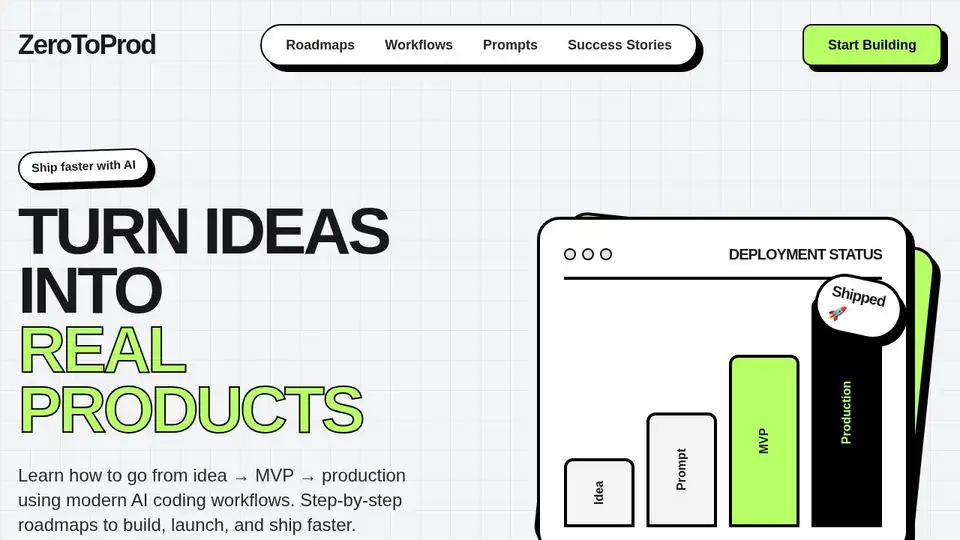 ZeroToProd
Roadmaps Workflows Prompts Success Stories
Start Building
Ship faster with AI
TURN IDEAS
INTO
REAL
PRODUCTS
Learn how to go from idea → MVP → production
using modern AI coding workflows. Step-by-step
roadmaps to build, launch, and ship faster.
DEPLOYMENT STATUS
Shipped
🚀
Idea
Prompt
MVP
Production